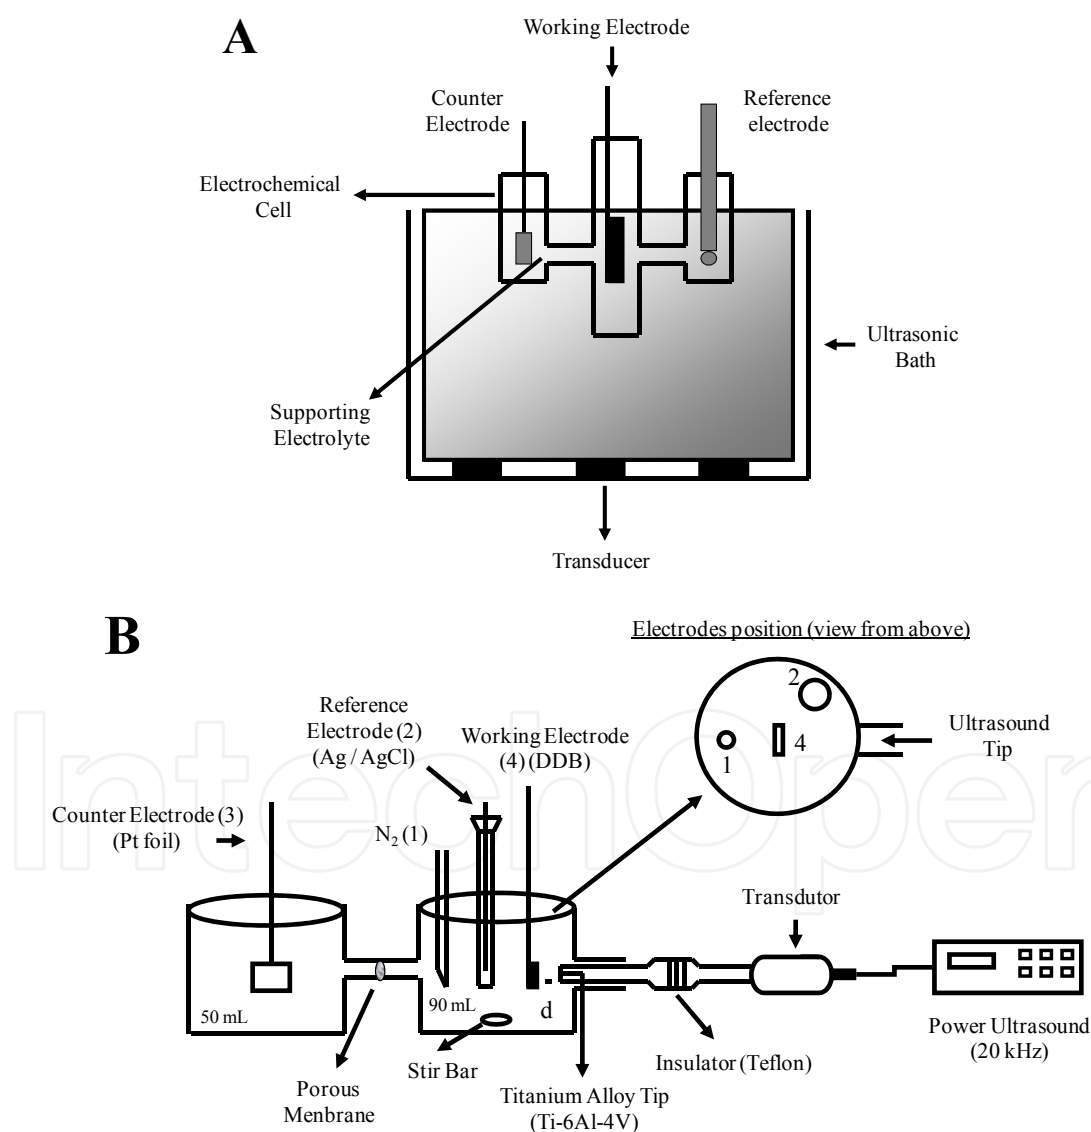 A
Working Electrode
Counter
Electrode
Reference
electrode
Electrochemical
Cell
Ultrasonic
Bath
Supporting
Electrolyte
Transducer
B
Electrodes position (view from above)
2
1
4
Ultrasound
Tip
Reference
Electrode (2)
(Ag / AgCl)
Working Electrode
(4) (DDB)
Counter Electrode (3)
(Pt foil)
N₂ (1)
Transdutor
50 mL
90 mL
d
Power Ultrasound
(20 kHz)
Insulator (Teflon)
Stir Bar
Porous
Menbrane
Titanium Alloy Tip
(Ti-6Al-4V)
IntechOpen